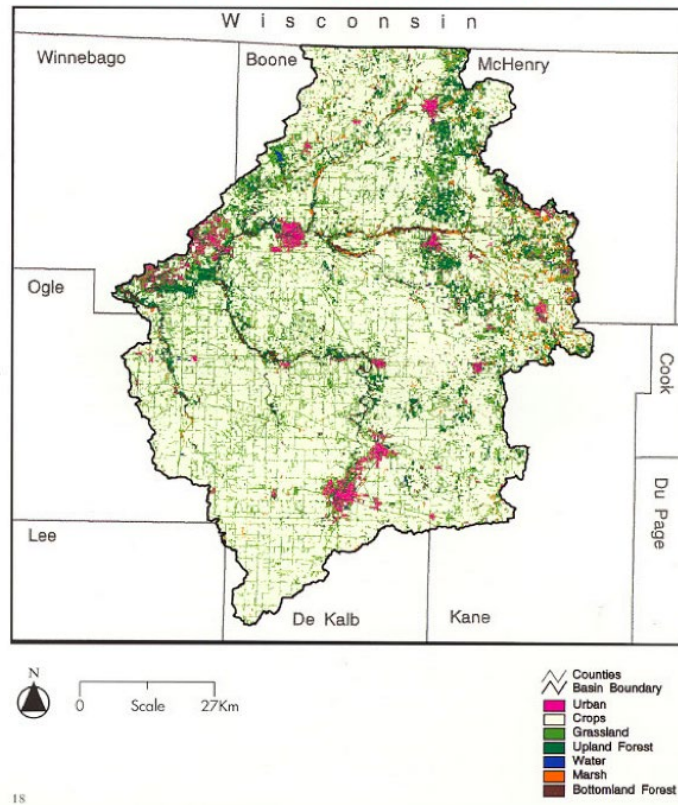 Wisconsin
Winnebago
Boone
McHenry
Ogle
Cook
Du Page
Lee
De Kalb
Kane
N
0 Scale 27Km
Counties
Basin Boundary
Urban
Crops
Grassland
Upland Forest
Water
Marsh
Bottomland Forest
18